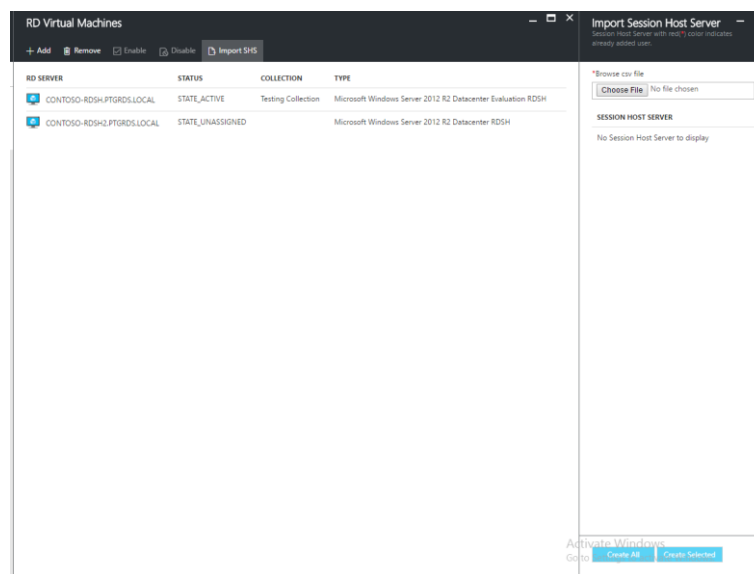 RD Virtual Machines
+ Add Remove Enable Disable Import SHS
RD SERVER STATUS COLLECTION TYPE
CONTOSO-RDSH.PTGRDS.LOCAL STATE_ACTIVE Testing Collection Microsoft Windows Server 2012 R2 Datacenter Evaluation RDSH
CONTOSO-RDSH2.PTGRDS.LOCAL STATE_UNASSIGNED Microsoft Windows Server 2012 R2 Datacenter RDSH
Import Session Host Server
Session Host Server with red(*) color indicates
already added user.
*Browse csv file
Choose File No file chosen
SESSION HOST SERVER
No Session Host Server to display
Activate Windows
Go to
Create All Create Selected